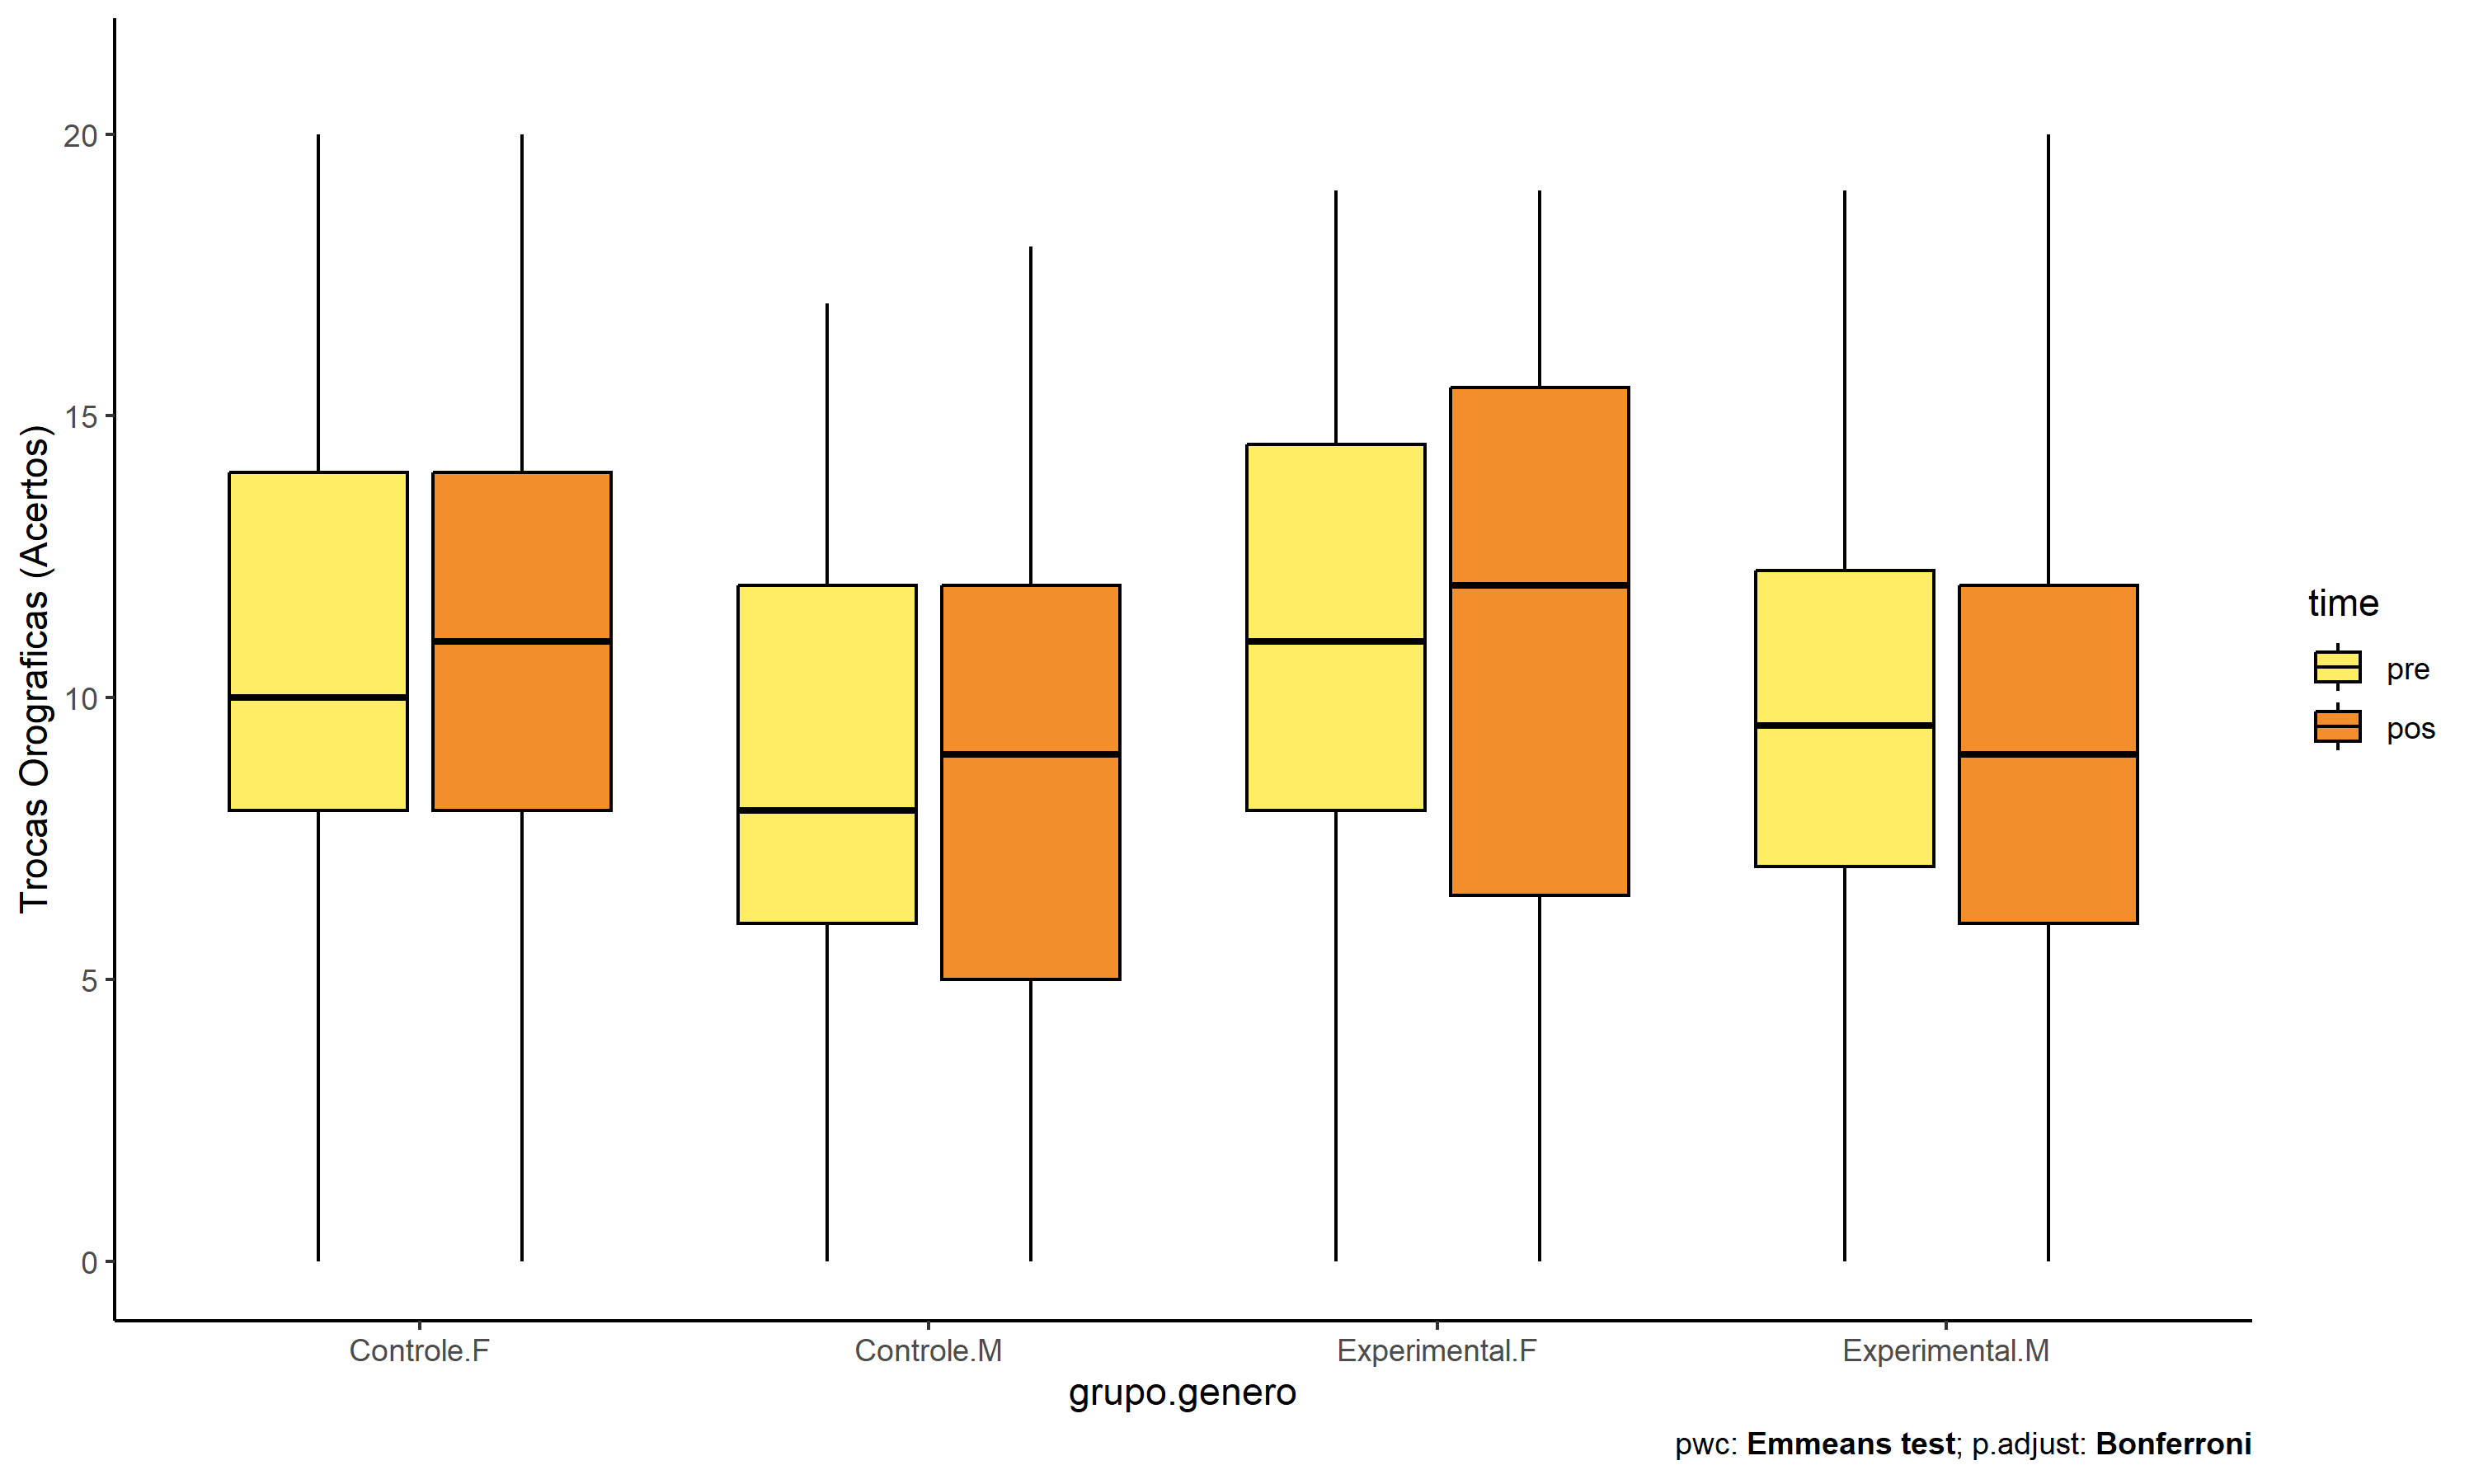 Trocas Orograficas (Acertos)
20
15
10
5
0
Controle.F
Controle.M
Experimental.F
Experimental.M
grupo.genero
time
pre
pos
pwc: Emmeans test; p.adjust: Bonferroni